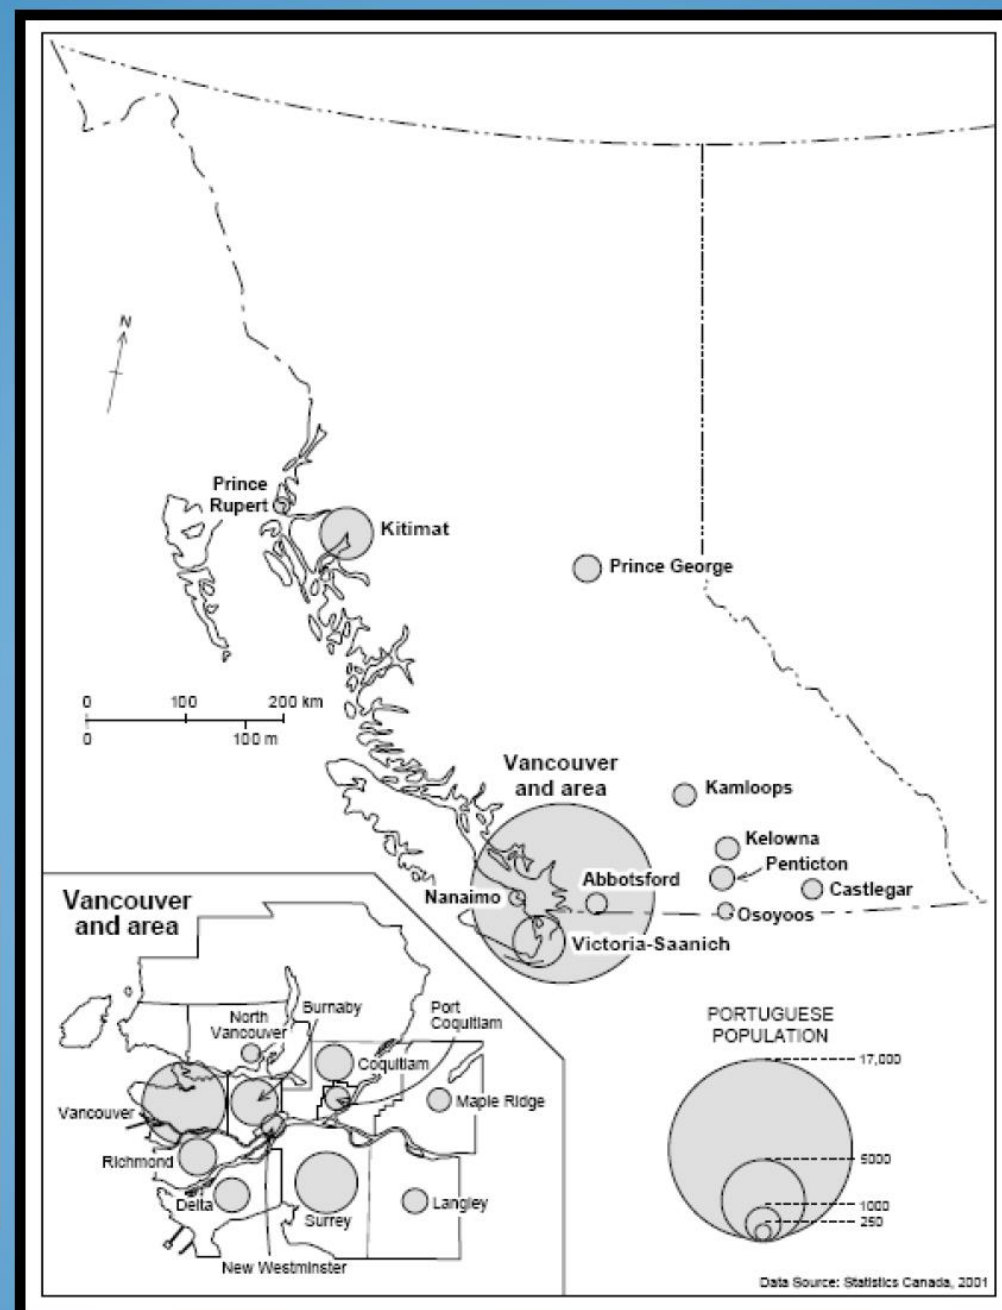 N
Prince
Rupert
Kitimat
Prince George
0 100 200 km
0 100 m
Vancouver
and area
Kamloops
Kelowna
Penticton
Nanaimo
Abbotsford
Castlegar
Osoyoos
Victoria-Saanich
Vancouver
and area
North
Vancouver
Burnaby
Port
Coquitlam
Coquitlam
Vancouver
Maple Ridge
Richmond
Delta
Surrey
Langley
New Westminster
PORTUGUESE
POPULATION
17,000
5000
1000
250
Data Source: Statistics Canada, 2001